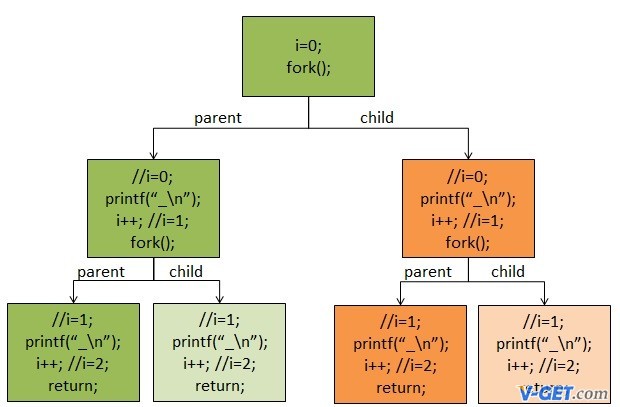 i=0;
fork();
parent
child
//i=0;
printf(“_\n”);
i++; //i=1;
fork();
//i=0;
printf(“_\n”);
i++; //i=1;
fork();
parent
child
parent
child
//i=1;
printf(“_\n”);
i++; //i=2;
return;
//i=1;
printf(“_\n”);
i++; //i=2;
return;
//i=1;
printf(“_\n”);
i++; //i=2;
return;
//i=1;
printf(“_\n”);
i++; //i=2;
return;
V-GET.com